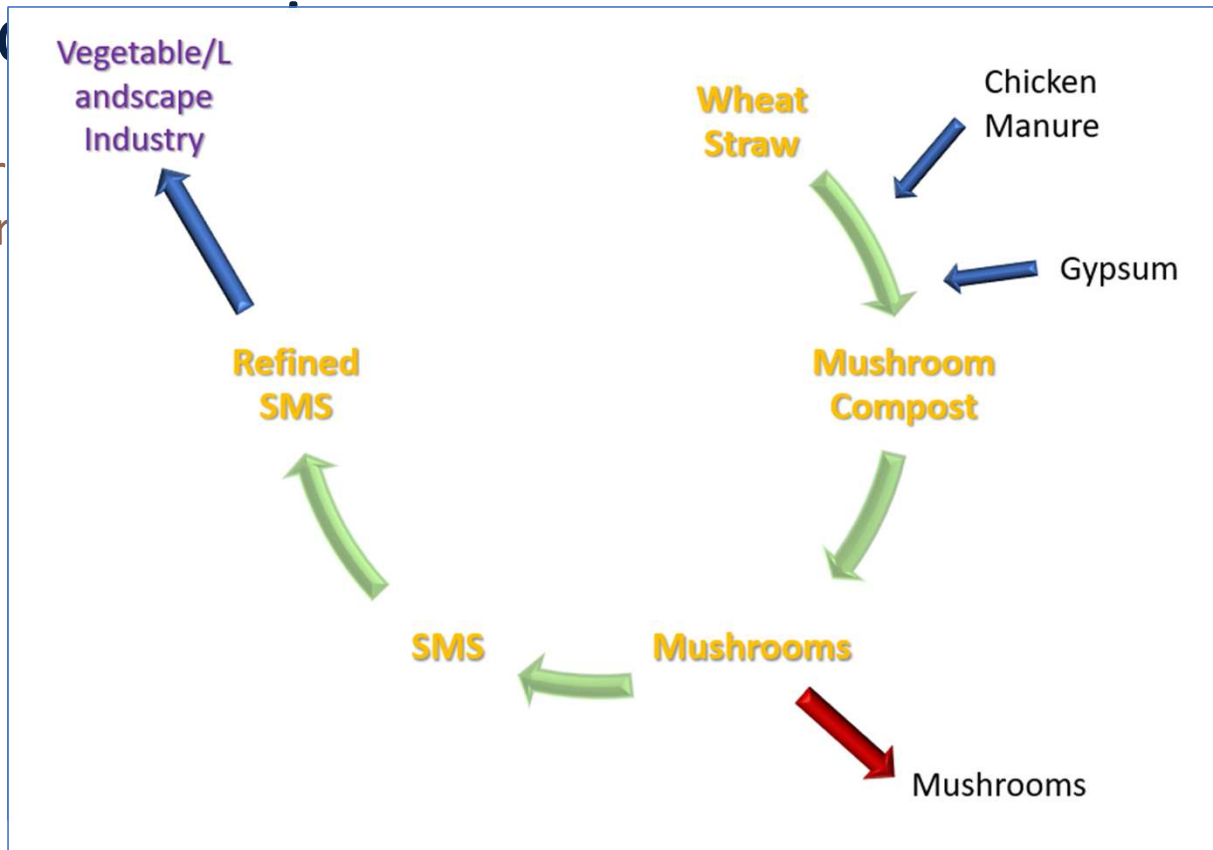 Vegetable/L
andscape
Industry
Wheat
Straw
Chicken
Manure
Gypsum
Refined
SMS
Mushroom
Compost
SMS
Mushrooms
Mushrooms